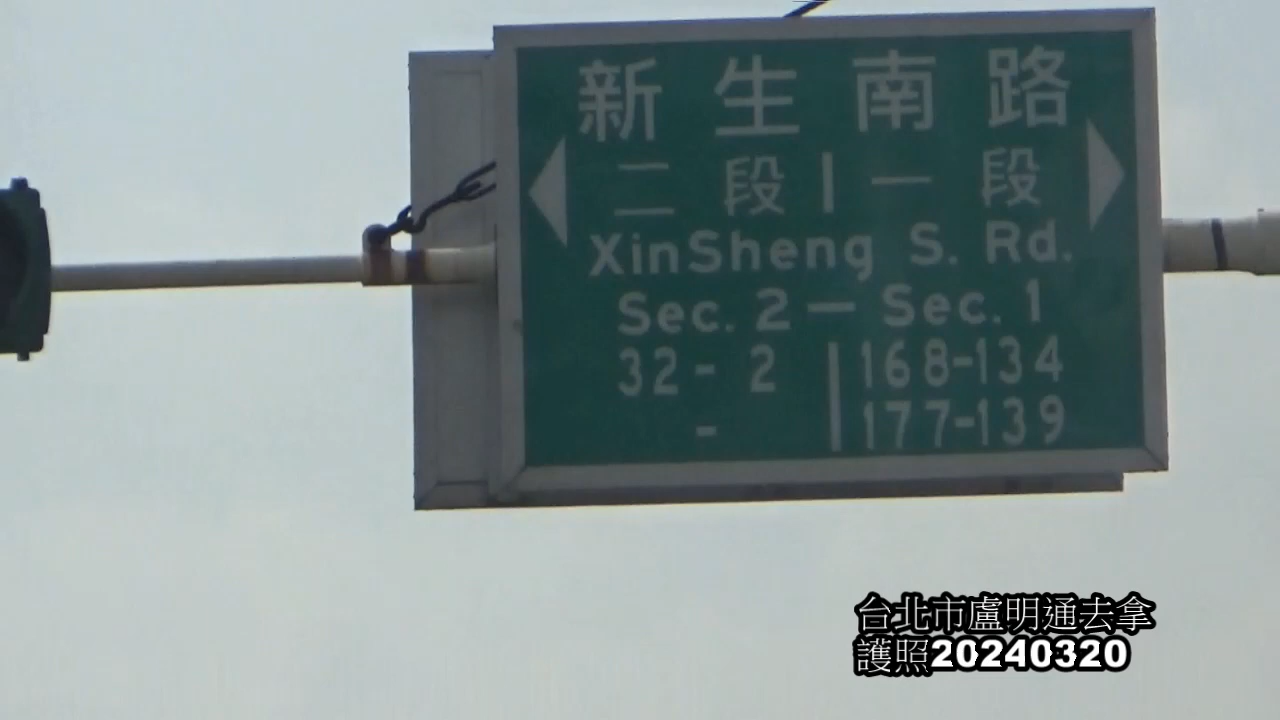 新生南路
二段 | 一段
XinSheng S. Rd.
Sec. 2 — Sec. 1
32- 2 | 168-134
- | 177-139
台北市盧明通去拿
護照20240320